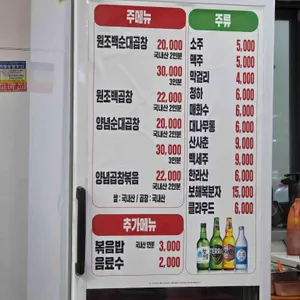 주메뉴
원조백순대곱창 20,000
국내산 2인분
30,000
3인분
원조백곱창 22,000
국내산 2인분
양념순대곱창 20,000
국내산 2인분
30,000
3인분
양념곱창볶음 22,000
국내산 2인분
쌀 : 국내산 / 곱창 : 국내산
추가메뉴
볶음밥 국내산 1인분 3,000
음료수 2,000
주류
소주 5,000
맥주 5,000
막걸리 4,000
청하 6,000
매화수 6,000
대나무통 6,000
산사춘 9,000
백세주 9,000
한라산 6,000
보해복분자 15,000
클라우드 6,000